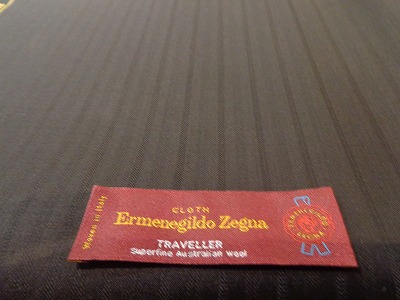 Woven in Italy
CLOTH
Ermenegildo Zegna
TRAVELLER
Superfine Australian Wool